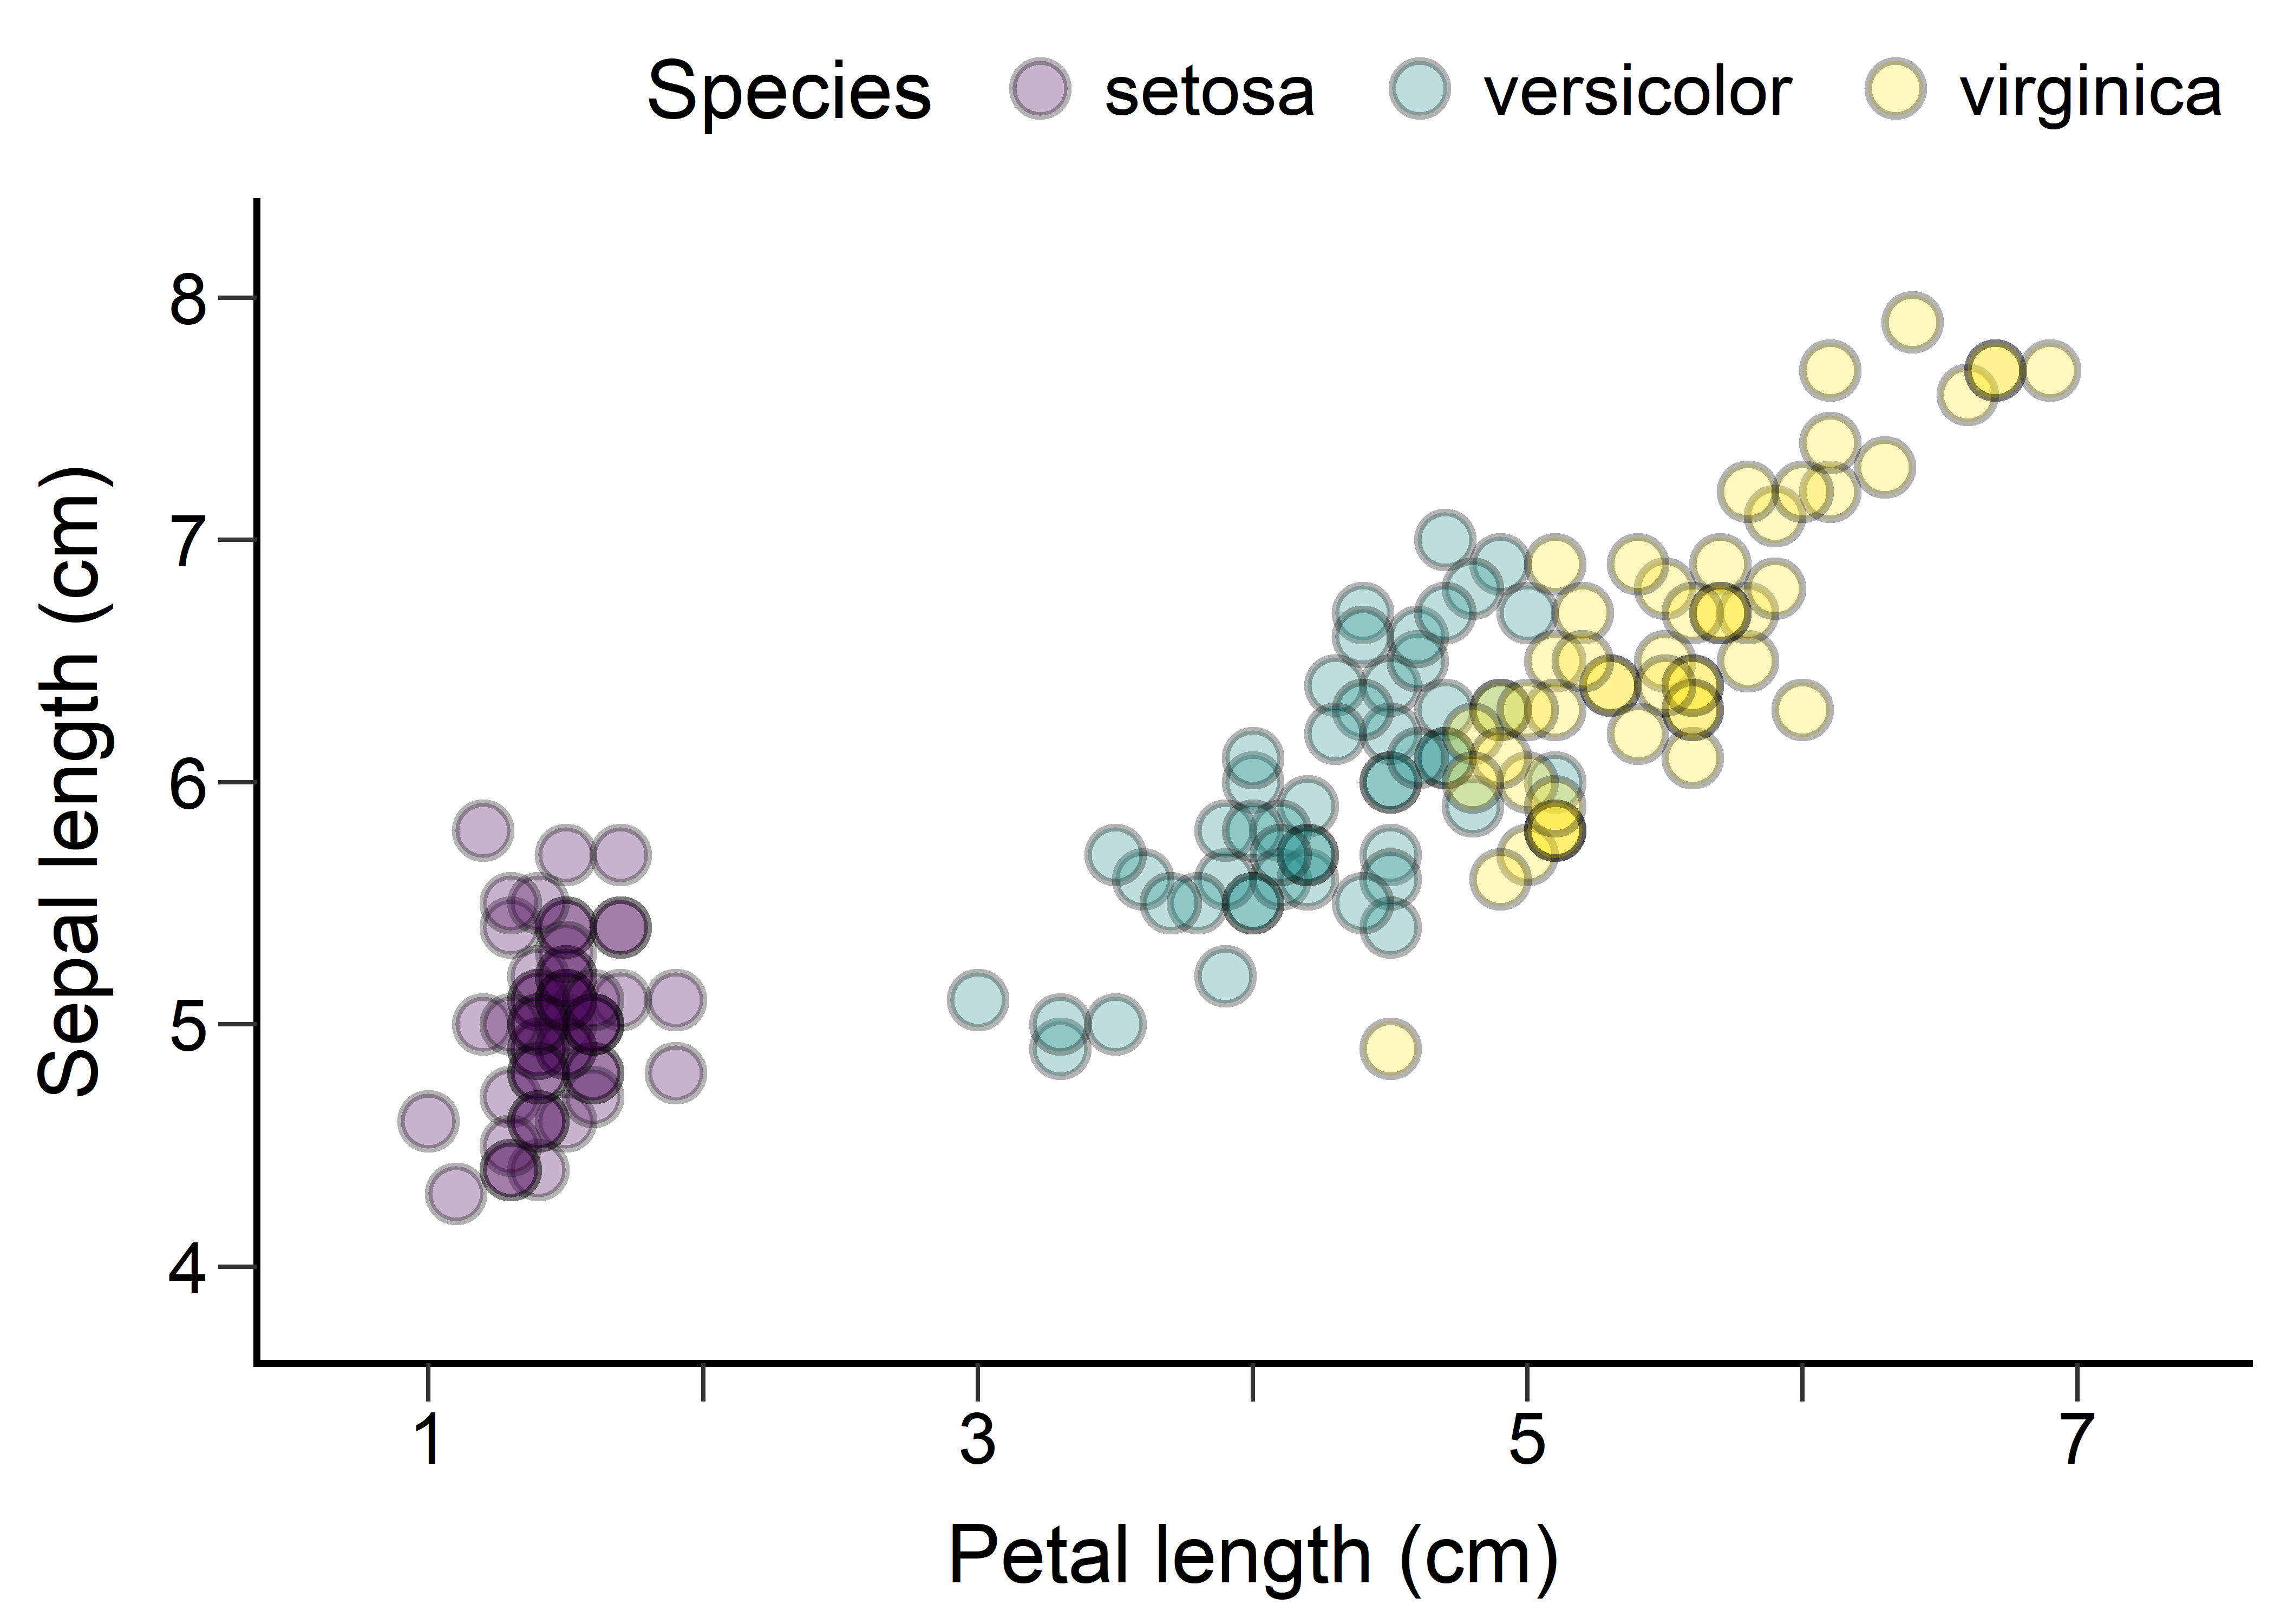 Species setosa versicolor virginica
8
7
6
5
4
Sepal length (cm)
1 3 5 7
Petal length (cm)